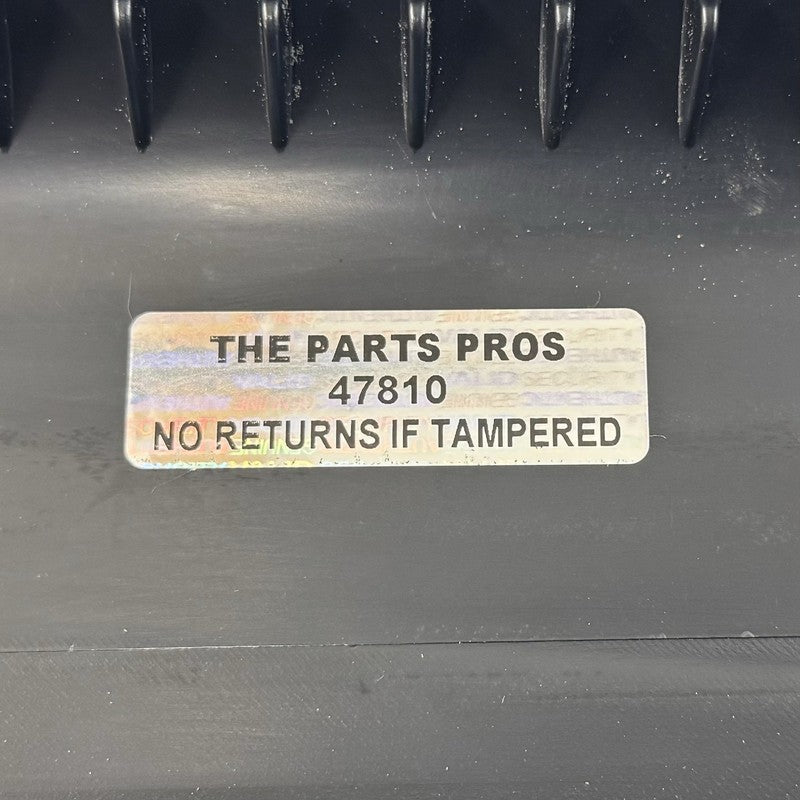 THE PARTS PROS
47810
NO RETURNS IF TAMPERED